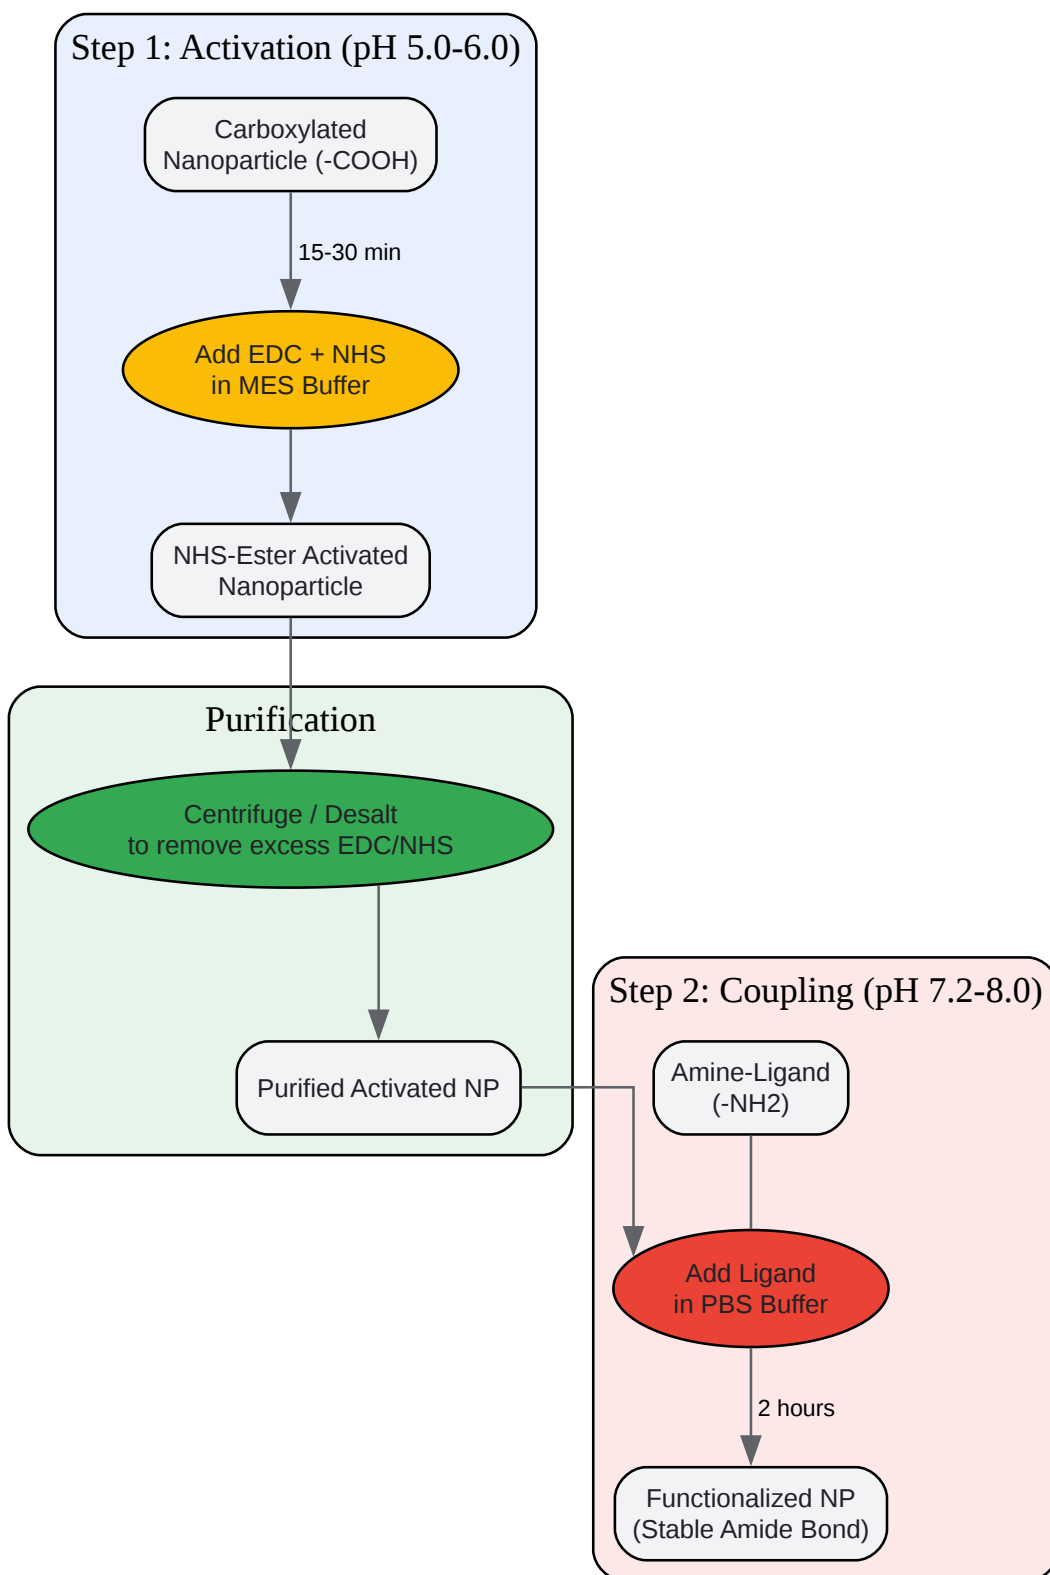 Step 1: Activation (pH 5.0-6.0)
Carboxylated
Nanoparticle (-COOH)
15-30 min
Add EDC + NHS
in MES Buffer
NHS-Ester Activated
Nanoparticle
Purification
Centrifuge / Desalt
to remove excess EDC/NHS
Purified Activated NP
Step 2: Coupling (pH 7.2-8.0)
Amine-Ligand
(-NH2)
Add Ligand
in PBS Buffer
2 hours
Functionalized NP
(Stable Amide Bond)